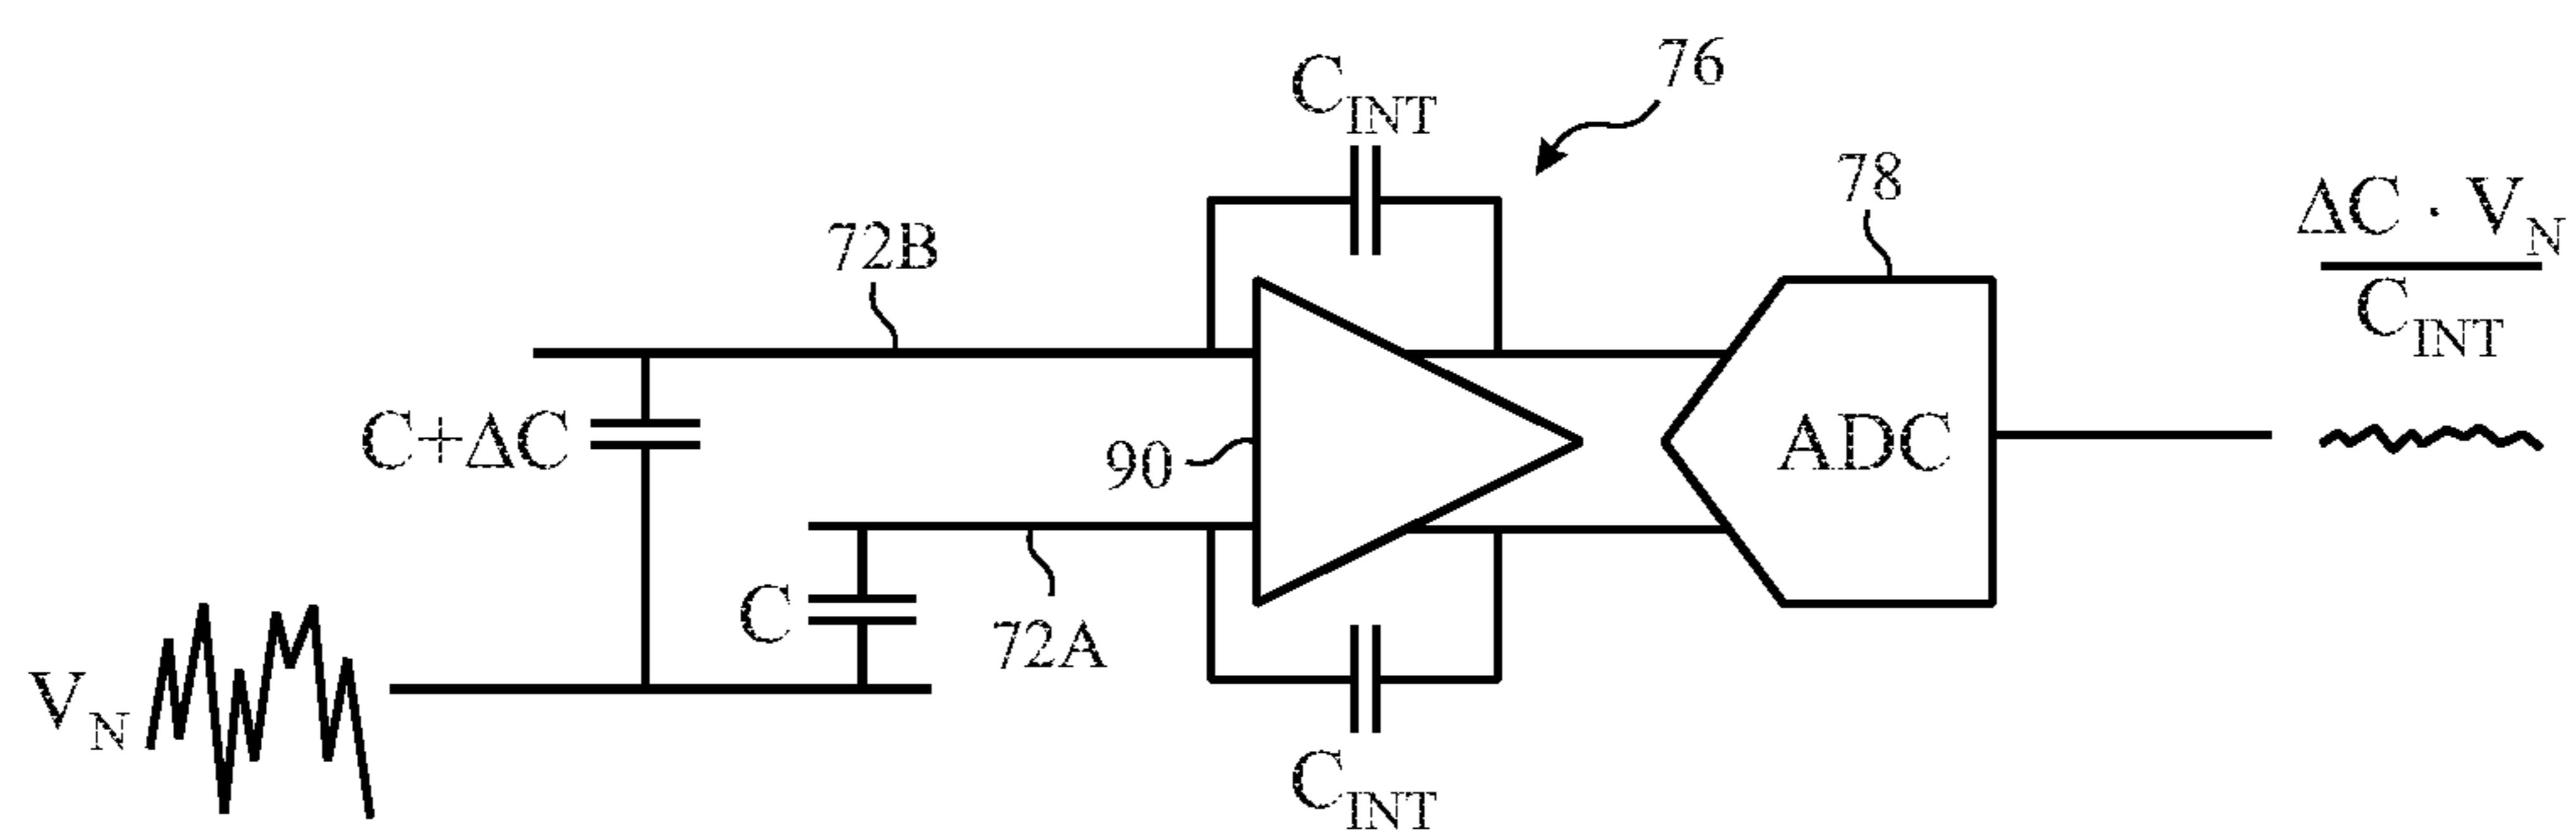 76
C_INT
78
ΔC · V_N
C_INT
72B
C+ΔC
90
ADC
C
72A
V_N
C_INT